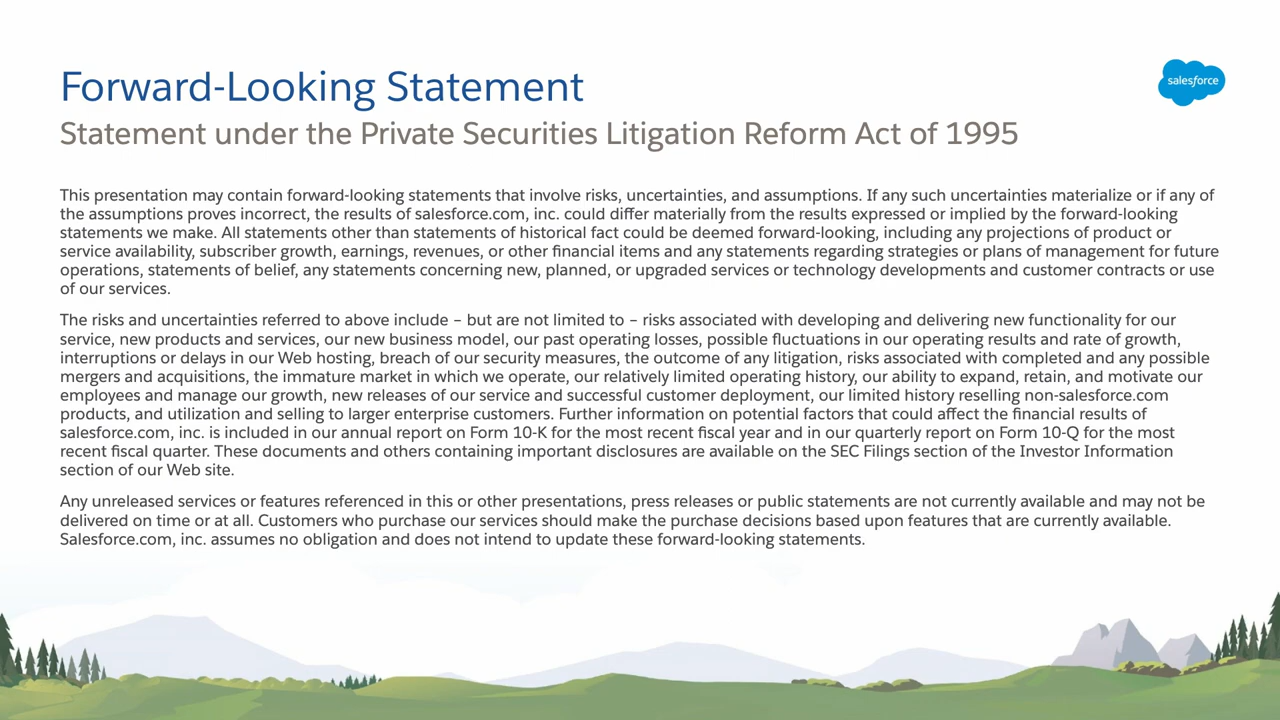 Forward-Looking Statement
salesforce
Statement under the Private Securities Litigation Reform Act of 1995
This presentation may contain forward-looking statements that involve risks, uncertainties, and assumptions. If any such uncertainties materialize or if any of
the assumptions proves incorrect, the results of salesforce.com, inc. could differ materially from the results expressed or implied by the forward-looking
statements we make. All statements other than statements of historical fact could be deemed forward-looking, including any projections of product or
service availability, subscriber growth, earnings, revenues, or other financial items and any statements regarding strategies or plans of management for future
operations, statements of belief, any statements concerning new, planned, or upgraded services or technology developments and customer contracts or use
of our services.
The risks and uncertainties referred to above include – but are not limited to – risks associated with developing and delivering new functionality for our
service, new products and services, our new business model, our past operating losses, possible fluctuations in our operating results and rate of growth,
interruptions or delays in our Web hosting, breach of our security measures, the outcome of any litigation, risks associated with completed and any possible
mergers and acquisitions, the immature market in which we operate, our relatively limited operating history, our ability to expand, retain, and motivate our
employees and manage our growth, new releases of our service and successful customer deployment, our limited history reselling non-salesforce.com
products, and utilization and selling to larger enterprise customers. Further information on potential factors that could affect the financial results of
salesforce.com, inc. is included in our annual report on Form 10-K for the most recent fiscal year and in our quarterly report on Form 10-Q for the most
recent fiscal quarter. These documents and others containing important disclosures are available on the SEC Filings section of the Investor Information
section of our Web site.
Any unreleased services or features referenced in this or other presentations, press releases or public statements are not currently available and may not be
delivered on time or at all. Customers who purchase our services should make the purchase decisions based upon features that are currently available.
Salesforce.com, inc. assumes no obligation and does not intend to update these forward-looking statements.